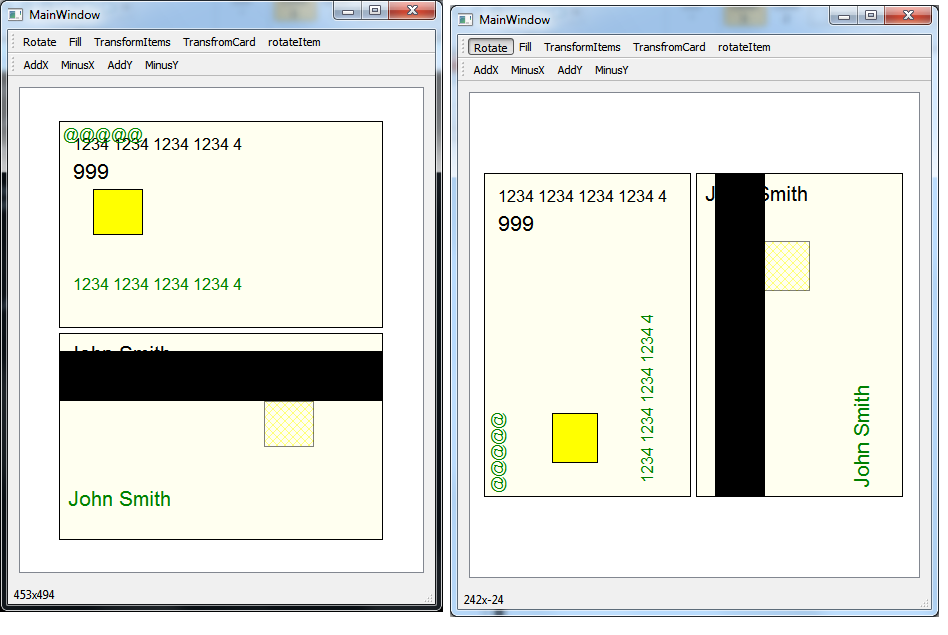 MainWindow
Rotate Fill TransformItems TransfromCard rotateItem
AddX MinusX AddY MinusY
@@@@@
1234 1234 1234 1234 4
999
1234 1234 1234 1234 4
John Smith
John Smith
453x494
MainWindow
Rotate Fill TransformItems TransfromCard rotateItem
AddX MinusX AddY MinusY
1234 1234 1234 1234 4
999
@@@@@
1234 1234 1234 1234 4
J Smith
John Smith
242x-24